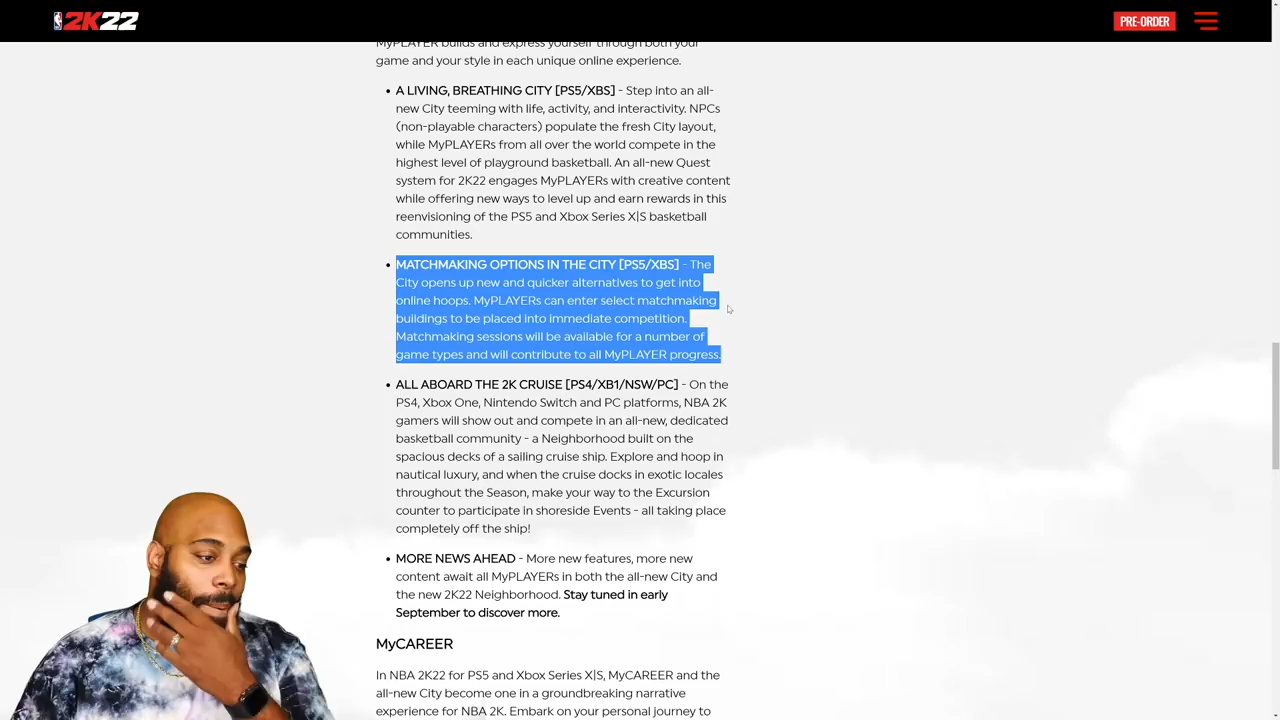 2K22
PRE-ORDER
MyPLAYER builds and express yourself through both your
game and your style in each unique online experience.
• A LIVING, BREATHING CITY [PS5/XBS] - Step into an all-
new City teeming with life, activity, and interactivity. NPCs
(non-playable characters) populate the fresh City layout,
while MyPLAYERs from all over the world compete in the
highest level of playground basketball. An all-new Quest
system for 2K22 engages MyPLAYERs with creative content
while offering new ways to level up and earn rewards in this
reenvisioning of the PS5 and Xbox Series X|S basketball
communities.
• MATCHMAKING OPTIONS IN THE CITY [PS5/XBS] - The
City opens up new and quicker alternatives to get into
online hoops. MyPLAYERs can enter select matchmaking
buildings to be placed into immediate competition.
Matchmaking sessions will be available for a number of
game types and will contribute to all MyPLAYER progress.
• ALL ABOARD THE 2K CRUISE [PS4/XB1/NSW/PC] - On the
PS4, Xbox One, Nintendo Switch and PC platforms, NBA 2K
gamers will show out and compete in an all-new, dedicated
basketball community - a Neighborhood built on the
spacious decks of a sailing cruise ship. Explore and hoop in
nautical luxury, and when the cruise docks in exotic locales
throughout the Season, make your way to the Excursion
counter to participate in shoreside Events - all taking place
completely off the ship!
• MORE NEWS AHEAD - More new features, more new
content await all MyPLAYERs in both the all-new City and
the new 2K22 Neighborhood. Stay tuned in early
September to discover more.
MyCAREER
In NBA 2K22 for PS5 and Xbox Series X|S, MyCAREER and the
all-new City become one in a groundbreaking narrative
experience for NBA 2K. Embark on your personal journey to